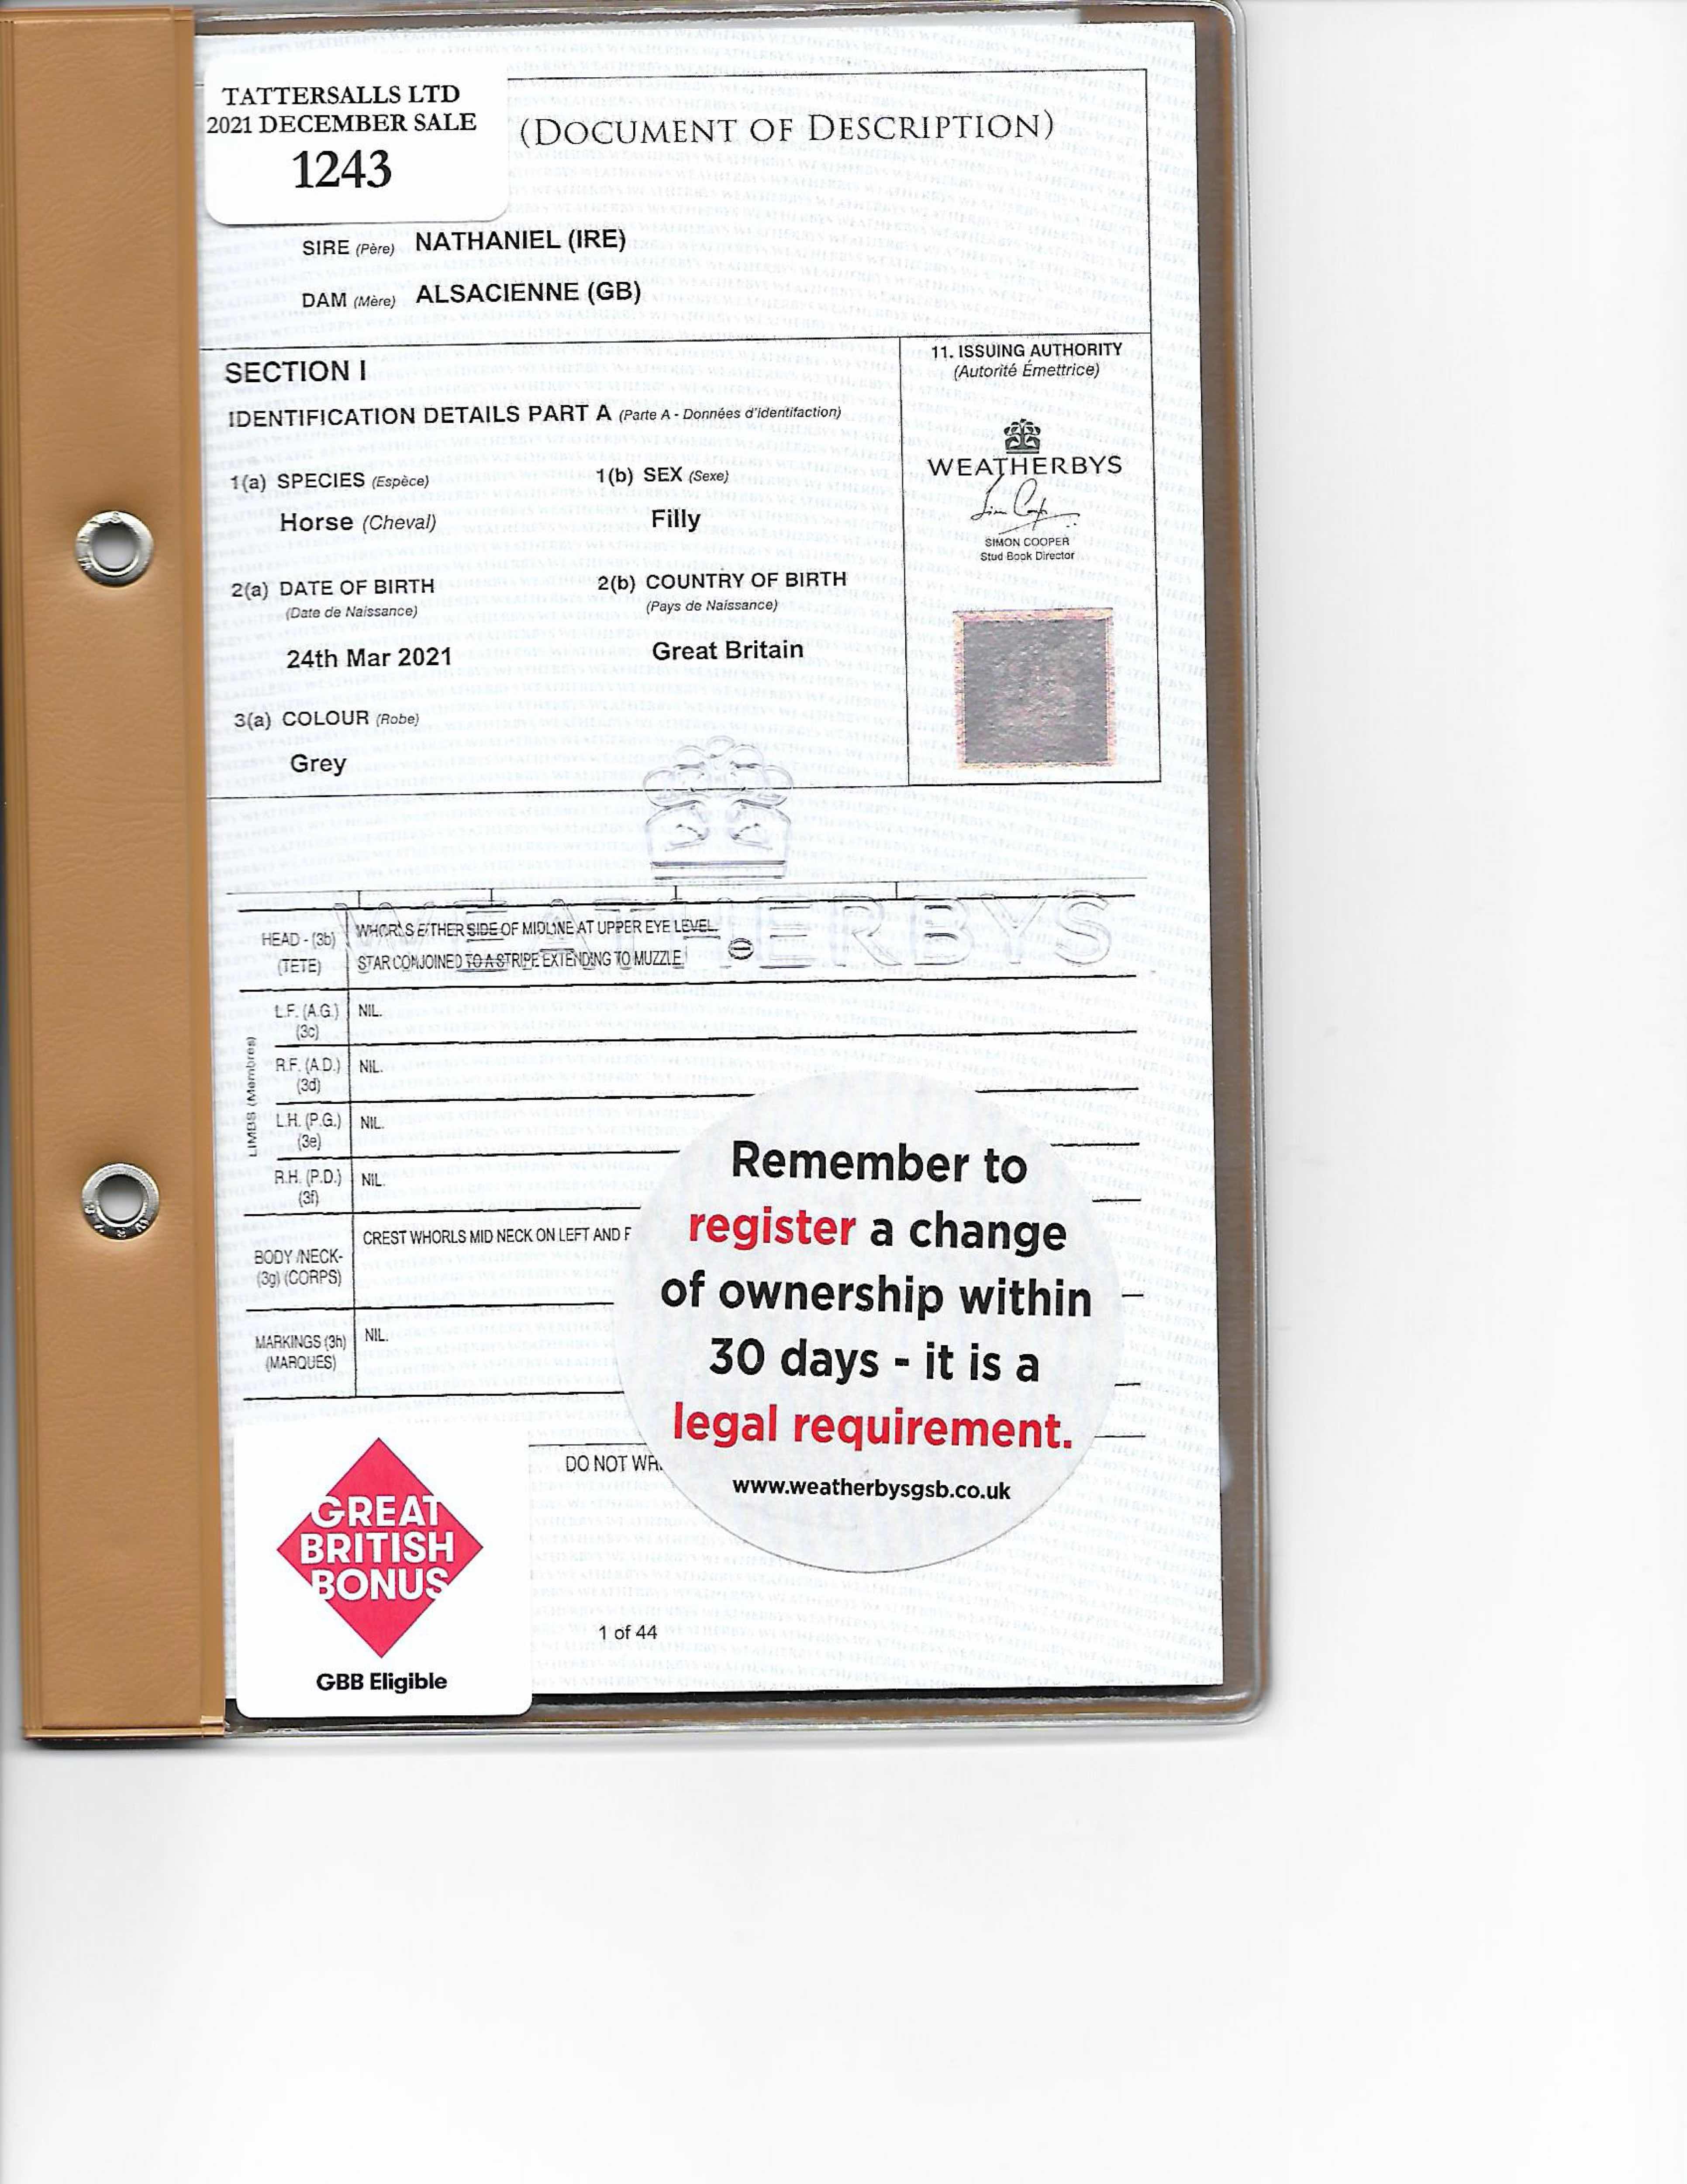 TATTERSALLS LTD
2021 DECEMBER SALE
1243
(DOCUMENT OF DESCRIPTION)
SIRE (Père) NATHANIEL (IRE)
DAM (Mère) ALSACIENNE (GB)
SECTION I
IDENTIFICATION DETAILS PART A (Parte A - Données d'identifaction)
1(a) SPECIES (Espèce)
Horse (Cheval)
1(b) SEX (Sexe)
Filly
2(a) DATE OF BIRTH
(Date de Naissance)
24th Mar 2021
2(b) COUNTRY OF BIRTH
(Pays de Naissance)
Great Britain
3(a) COLOUR (Robe)
Grey
11. ISSUING AUTHORITY
(Autorité Émettrice)
WEATHERBYS
SIMON COOPER
Stud Book Director
WEATHERBYS
HEAD - (3b)
(TETE)
WHORLS EITHER SIDE OF MIDLINE AT UPPER EYE LEVEL.
STAR CONJOINED TO A STRIPE EXTENDING TO MUZZLE.
LIMBS (Membres)
L.F. (A.G.) NIL.
(3c)
R.F. (A.D.) NIL.
(3d)
L.H. (P.G.) NIL.
(3e)
R.H. (P.D.) NIL.
(3f)
BODY /NECK-
(3g) (CORPS)
CREST WHORLS MID NECK ON LEFT AND
MARKINGS (3h) NIL.
(MARQUES)
DO NOT
Remember to
register a change
of ownership within
30 days - it is a
legal requirement.
www.weatherbysgsb.co.uk
GREAT
BRITISH
BONUS
GBB Eligible
1 of 44